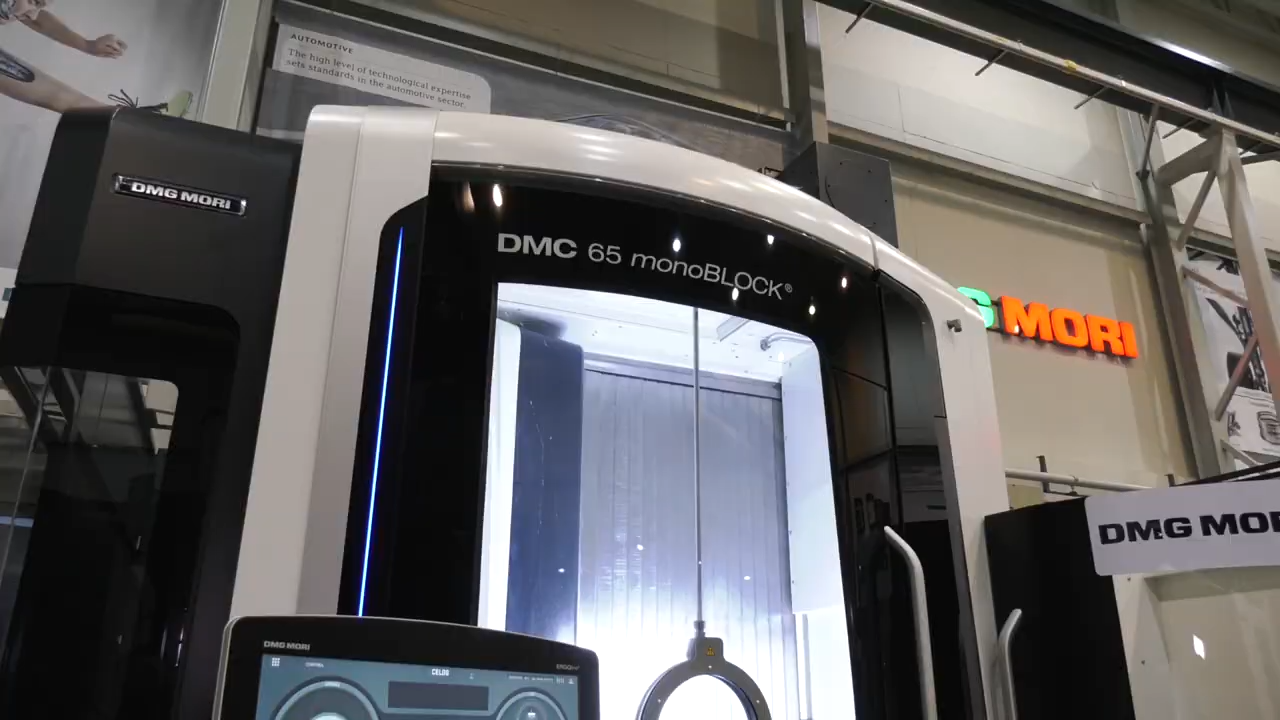 AUTOMOTIVE
The high level of technological expertise
sets standards in the automotive sector.
DMG MORI
DMC 65 monoBLOCK®
G MORI
DMG MOR
DMG MORI
CELOS